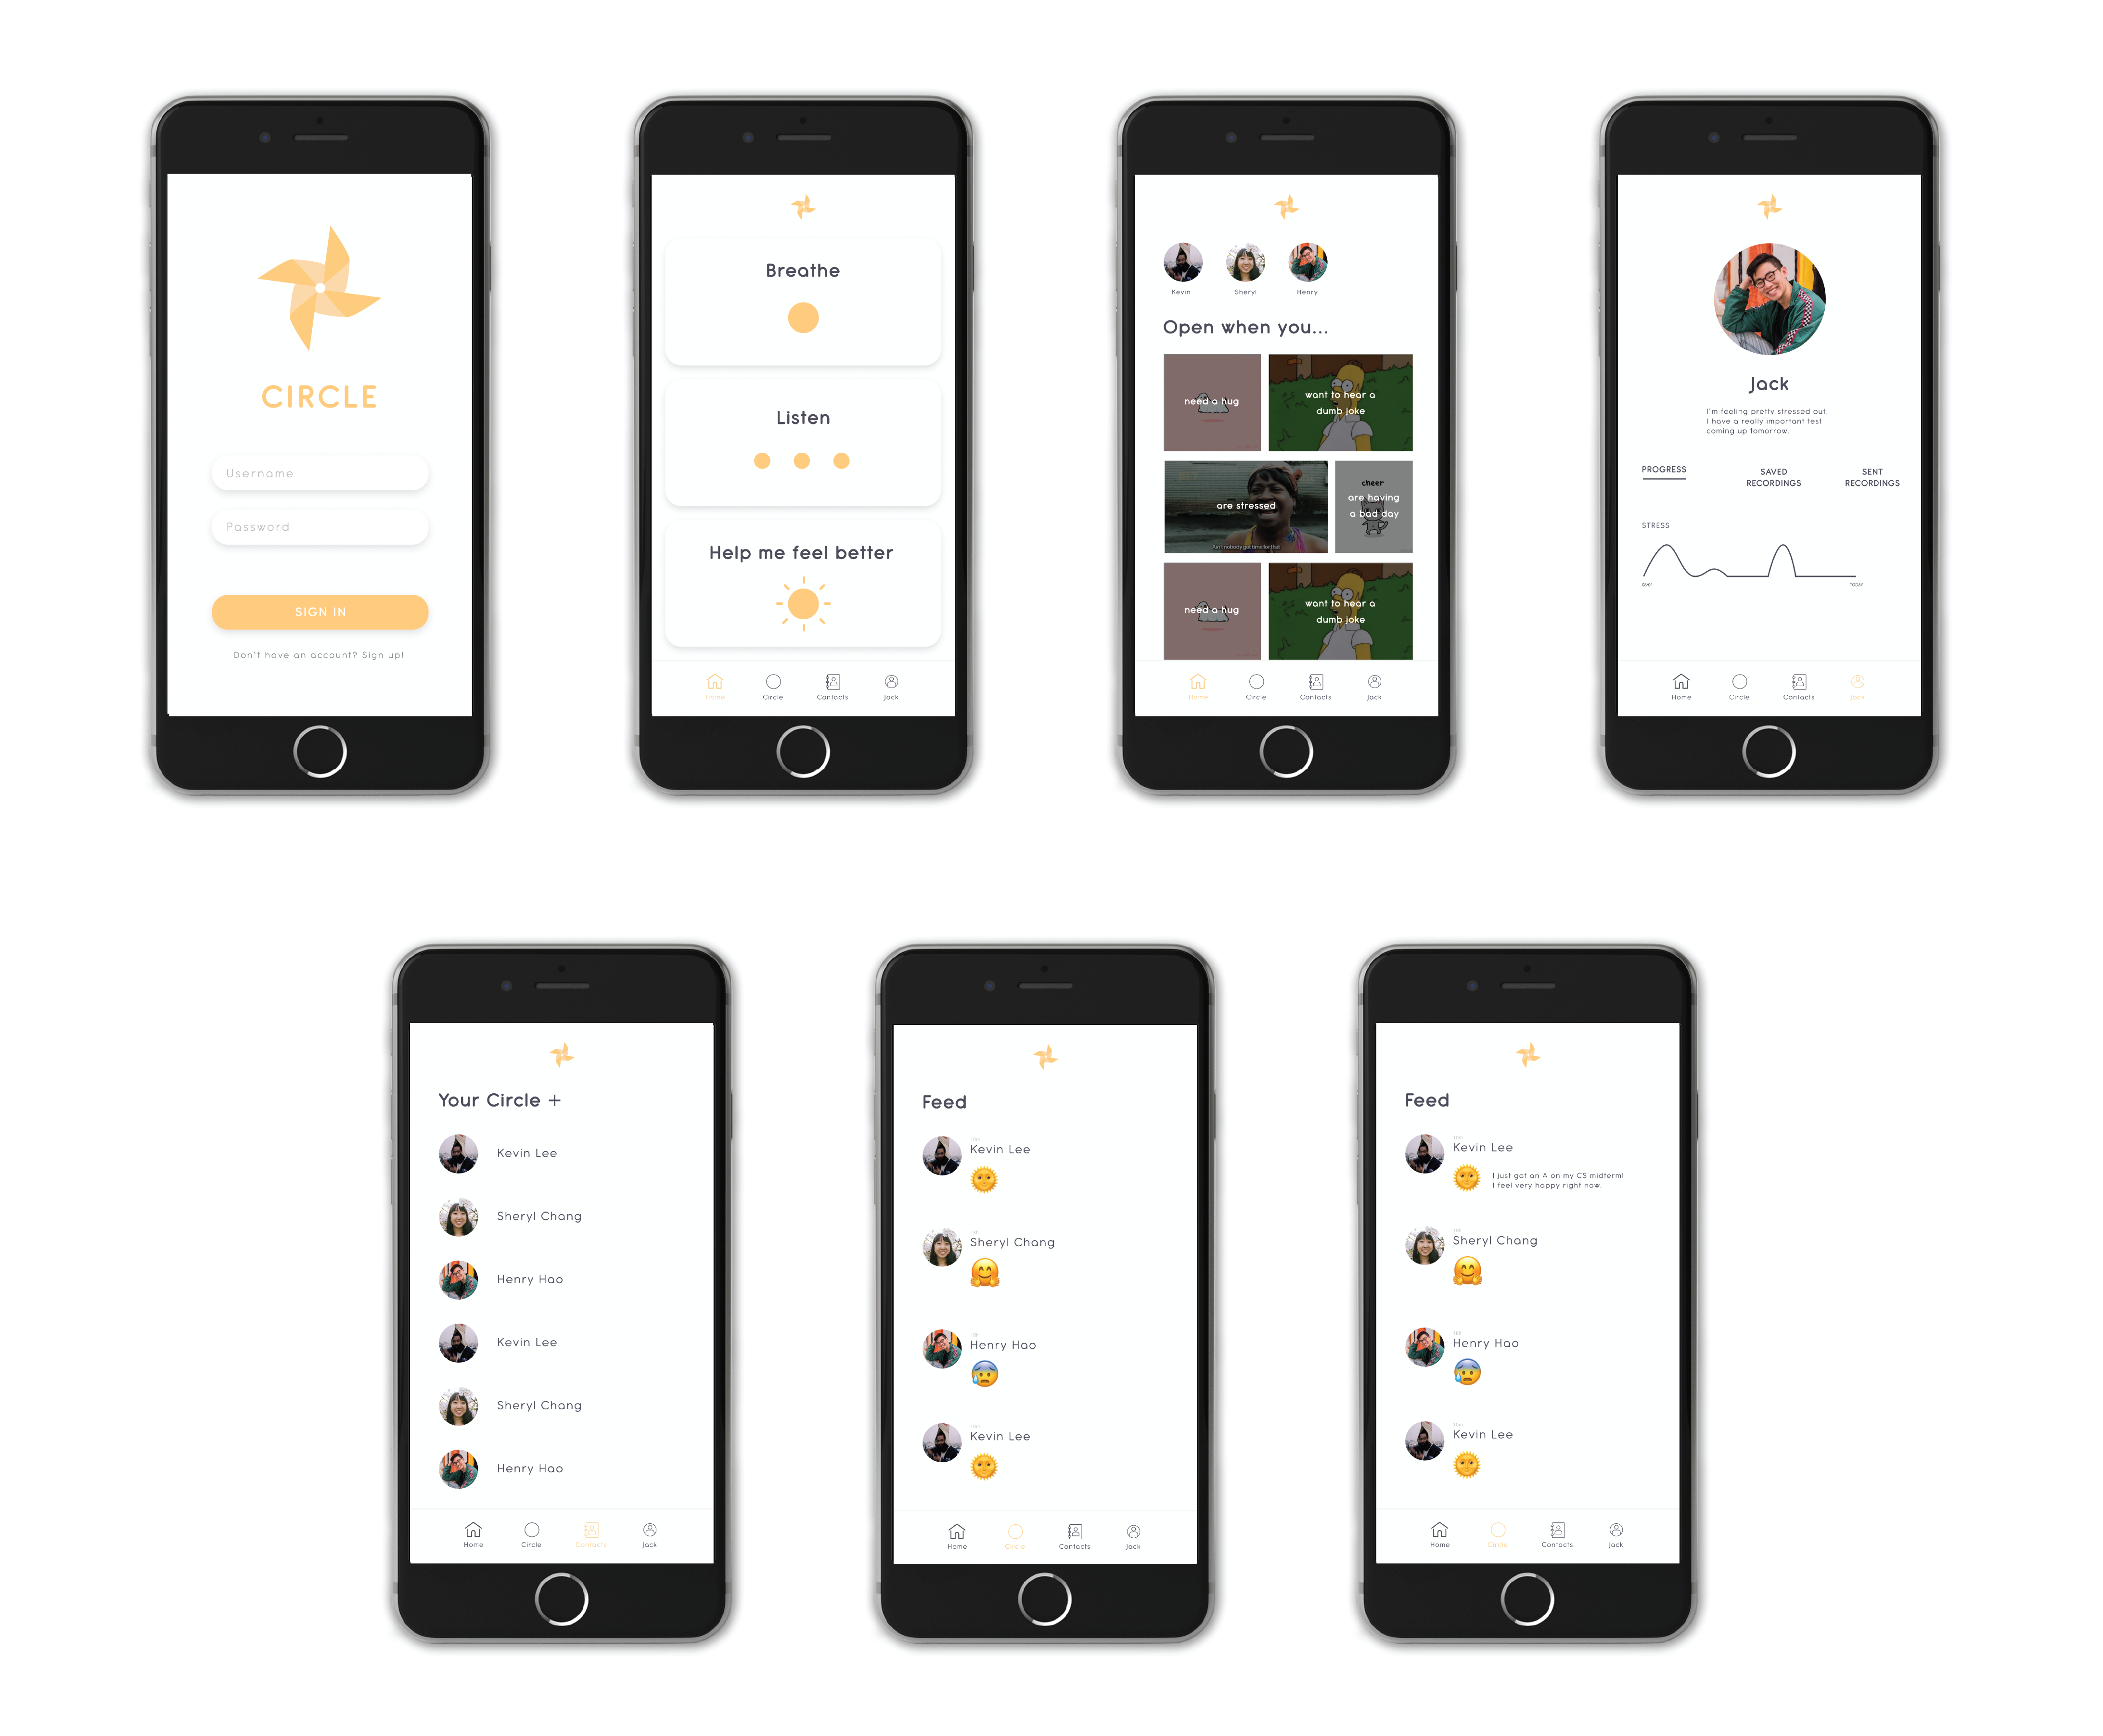 CIRCLE
Username
Password
SIGN IN
Don't have an account? Sign up!
Breathe
Listen
Help me feel better
Home
Circle
Contacts
Jack
Kevin
Sheryl
Henry
Open when you...
need a hug
want to hear a
dumb joke
are stressed
Ain't nobody got time for that
cheer
are having
a bad day
need a hug
want to hear a
dumb joke
Home
Circle
Contacts
Jack
Jack
I'm feeling pretty stressed out.
I have a really important test
coming up tomorrow.
PROGRESS
SAVED
RECORDINGS
SENT
RECORDINGS
STRESS
TODAY
Home
Circle
Contacts
Jack
Your Circle +
Kevin Lee
Sheryl Chang
Henry Hao
Kevin Lee
Sheryl Chang
Henry Hao
Home
Circle
Contacts
Jack
Feed
Kevin Lee
Sheryl Chang
Henry Hao
Kevin Lee
Home
Circle
Contacts
Jack
Feed
Kevin Lee
I just got an A on my CS midterm!
I feel very happy right now.
Sheryl Chang
Henry Hao
Kevin Lee
Home
Circle
Contacts
Jack